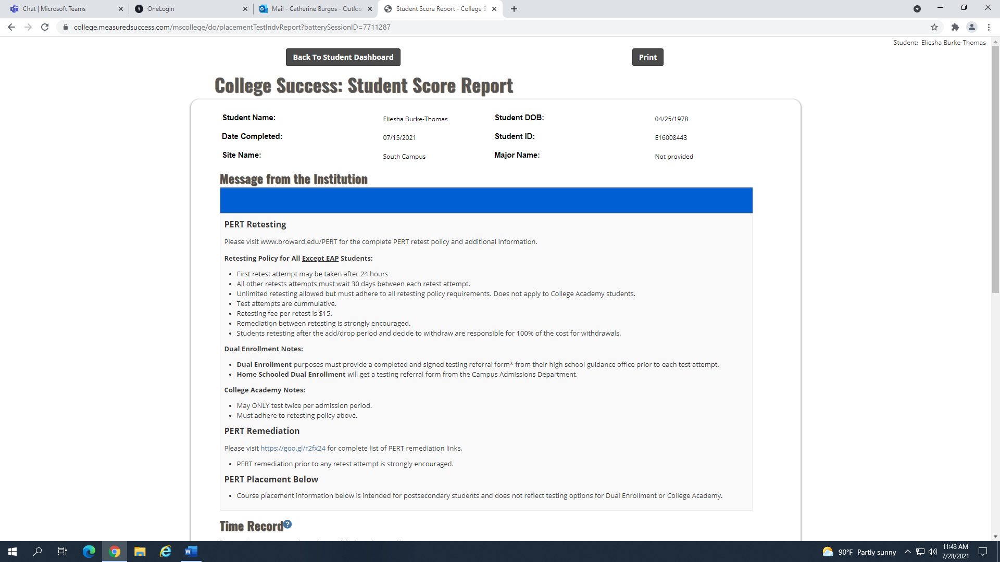 Chat | Microsoft Teams
OneLogin
Mail - Catherine Burgos - Outloo
Student Score Report - College S
college.measuredsuccess.com/mscollege/do/placementTestIndvReport?batterySessionID=7711287
Student: Eliesha Burke-Thomas
Back To Student Dashboard
Print
College Success: Student Score Report
Student Name: Eliesha Burke-Thomas Student DOB: 04/25/1978
Date Completed: 07/15/2021 Student ID: E16008443
Site Name: South Campus Major Name: Not provided
Message from the Institution
PERT Retesting
Please visit www.broward.edu/PERT for the complete PERT retest policy and additional information.
Retesting Policy for All Except EAP Students:
• First retest attempt may be taken after 24 hours
• All other retests attempts must wait 30 days between each retest attempt.
• Unlimited retesting allowed but must adhere to all retesting policy requirements. Does not apply to College Academy students.
• Test attempts are cummulative.
• Retesting fee per retest is $15.
• Remediation between retesting is strongly encouraged.
• Students retesting after the add/drop period and decide to withdraw are responsible for 100% of the cost for withdrawals.
Dual Enrollment Notes:
• Dual Enrollment purposes must provide a completed and signed testing referral form* from their high school guidance office prior to each test attempt.
• Home Schooled Dual Enrollment will get a testing referral form from the Campus Admissions Department.
College Academy Notes:
• May ONLY test twice per admission period.
• Must adhere to retesting policy above.
PERT Remediation
Please visit https://goo.gl/r2fx24 for complete list of PERT remediation links.
• PERT remediation prior to any retest attempt is strongly encouraged.
PERT Placement Below
• Course placement information below is intended for postsecondary students and does not reflect testing options for Dual Enrollment or College Academy.
Time Record
90°F Partly sunny
11:43 AM
7/28/2021